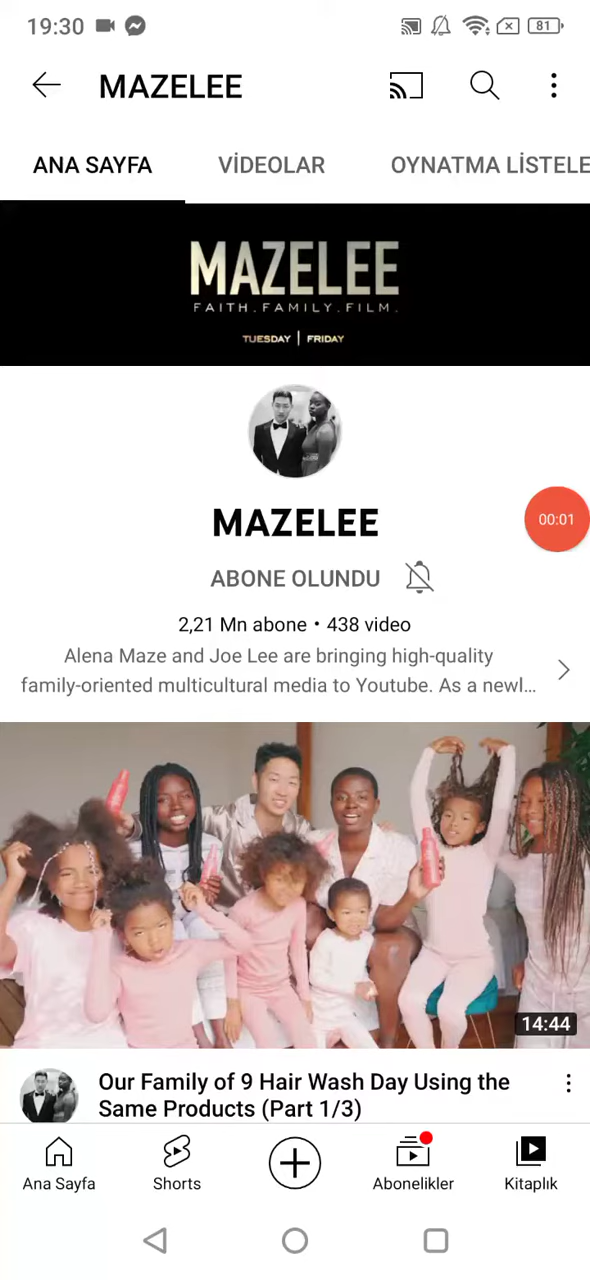 19:30
81
MAZELEE
ANA SAYFA
VİDEOLAR
OYNATMA LİSTELE
MAZELEE
FAITH.FAMILY.FILM.
TUESDAY | FRIDAY
MAZELEE
00:01
ABONE OLUNDU
2,21 Mn abone • 438 video
Alena Maze and Joe Lee are bringing high-quality
family-oriented multicultural media to Youtube. As a newl...
14:44
Our Family of 9 Hair Wash Day Using the
Same Products (Part 1/3)
Ana Sayfa
Shorts
Abonelikler
Kitaplık